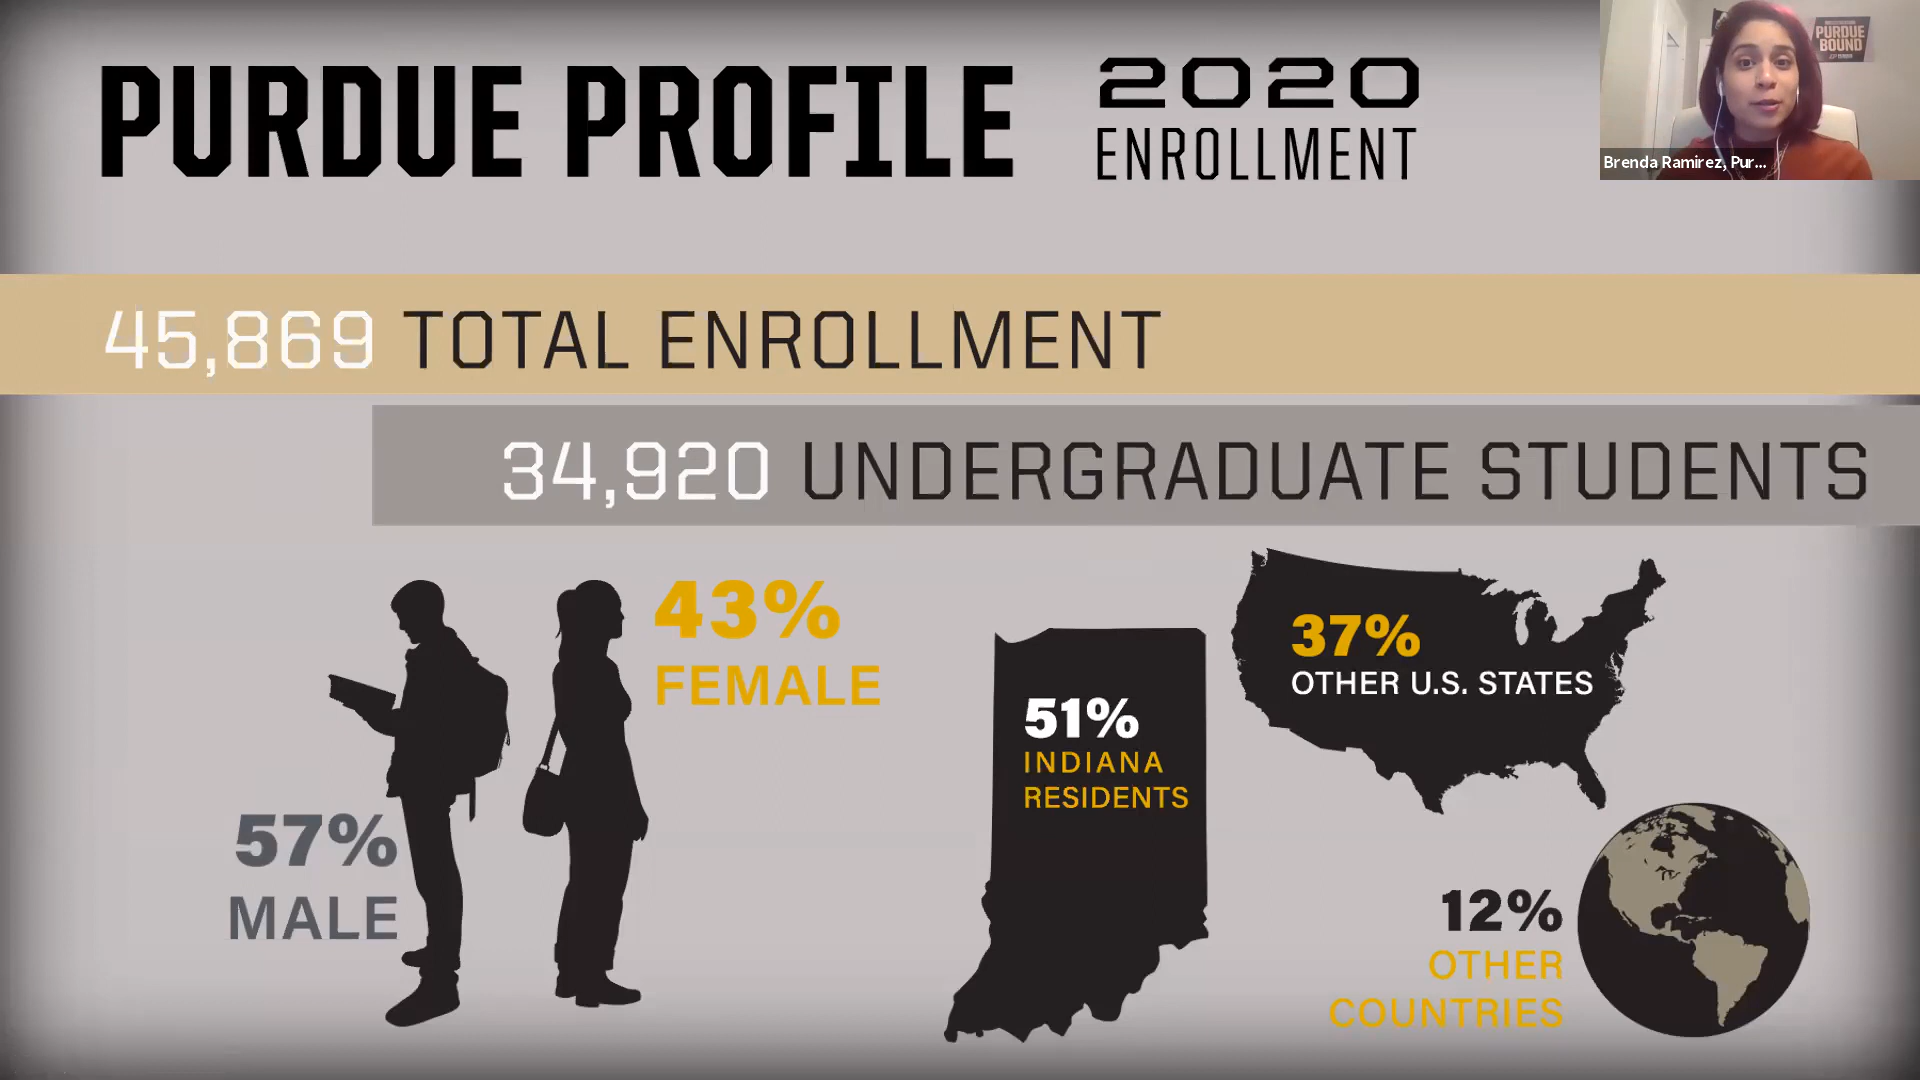 PURDUE PROFILE
2020
ENROLLMENT
PURDUE
BOUND
Brenda Ramirez, Pur...
45,869 TOTAL ENROLLMENT
34,920 UNDERGRADUATE STUDENTS
43%
FEMALE
57%
MALE
51%
INDIANA
RESIDENTS
37%
OTHER U.S. STATES
12%
OTHER
COUNTRIES